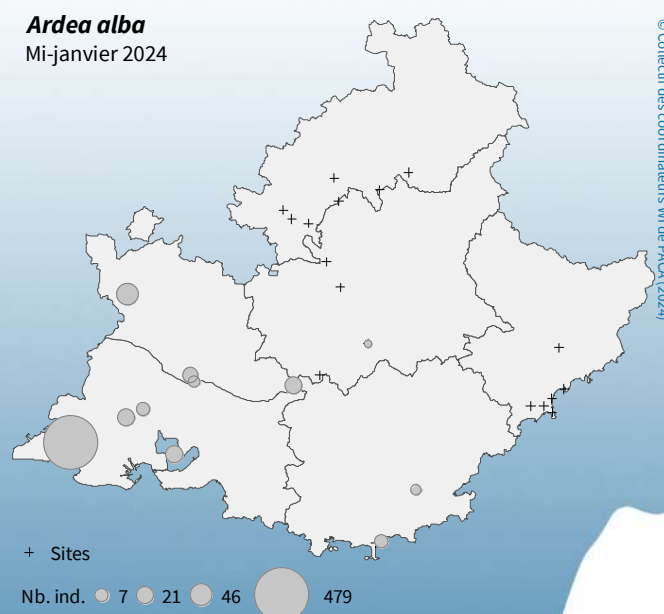 Ardea alba
Mi-janvier 2024
© Collectif des coordinateurs WI de PACA (2024)
+ Sites
Nb. ind. 7 21 46 479